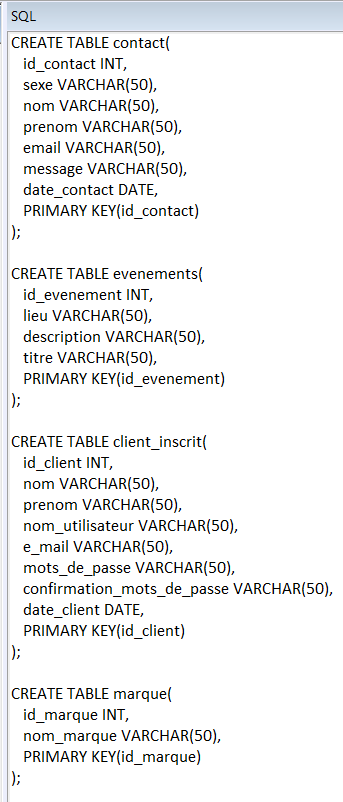 SQL
CREATE TABLE contact(
id_contact INT,
sexe VARCHAR(50),
nom VARCHAR(50),
prenom VARCHAR(50),
email VARCHAR(50),
message VARCHAR(50),
date_contact DATE,
PRIMARY KEY(id_contact)
);
CREATE TABLE evenements(
id_evenement INT,
lieu VARCHAR(50),
description VARCHAR(50),
titre VARCHAR(50),
PRIMARY KEY(id_evenement)
);
CREATE TABLE client_inscrit(
id_client INT,
nom VARCHAR(50),
prenom VARCHAR(50),
nom_utilisateur VARCHAR(50),
e_mail VARCHAR(50),
mots_de_passe VARCHAR(50),
confirmation_mots_de_passe VARCHAR(50),
date_client DATE,
PRIMARY KEY(id_client)
);
CREATE TABLE marque(
id_marque INT,
nom_marque VARCHAR(50),
PRIMARY KEY(id_marque)
);